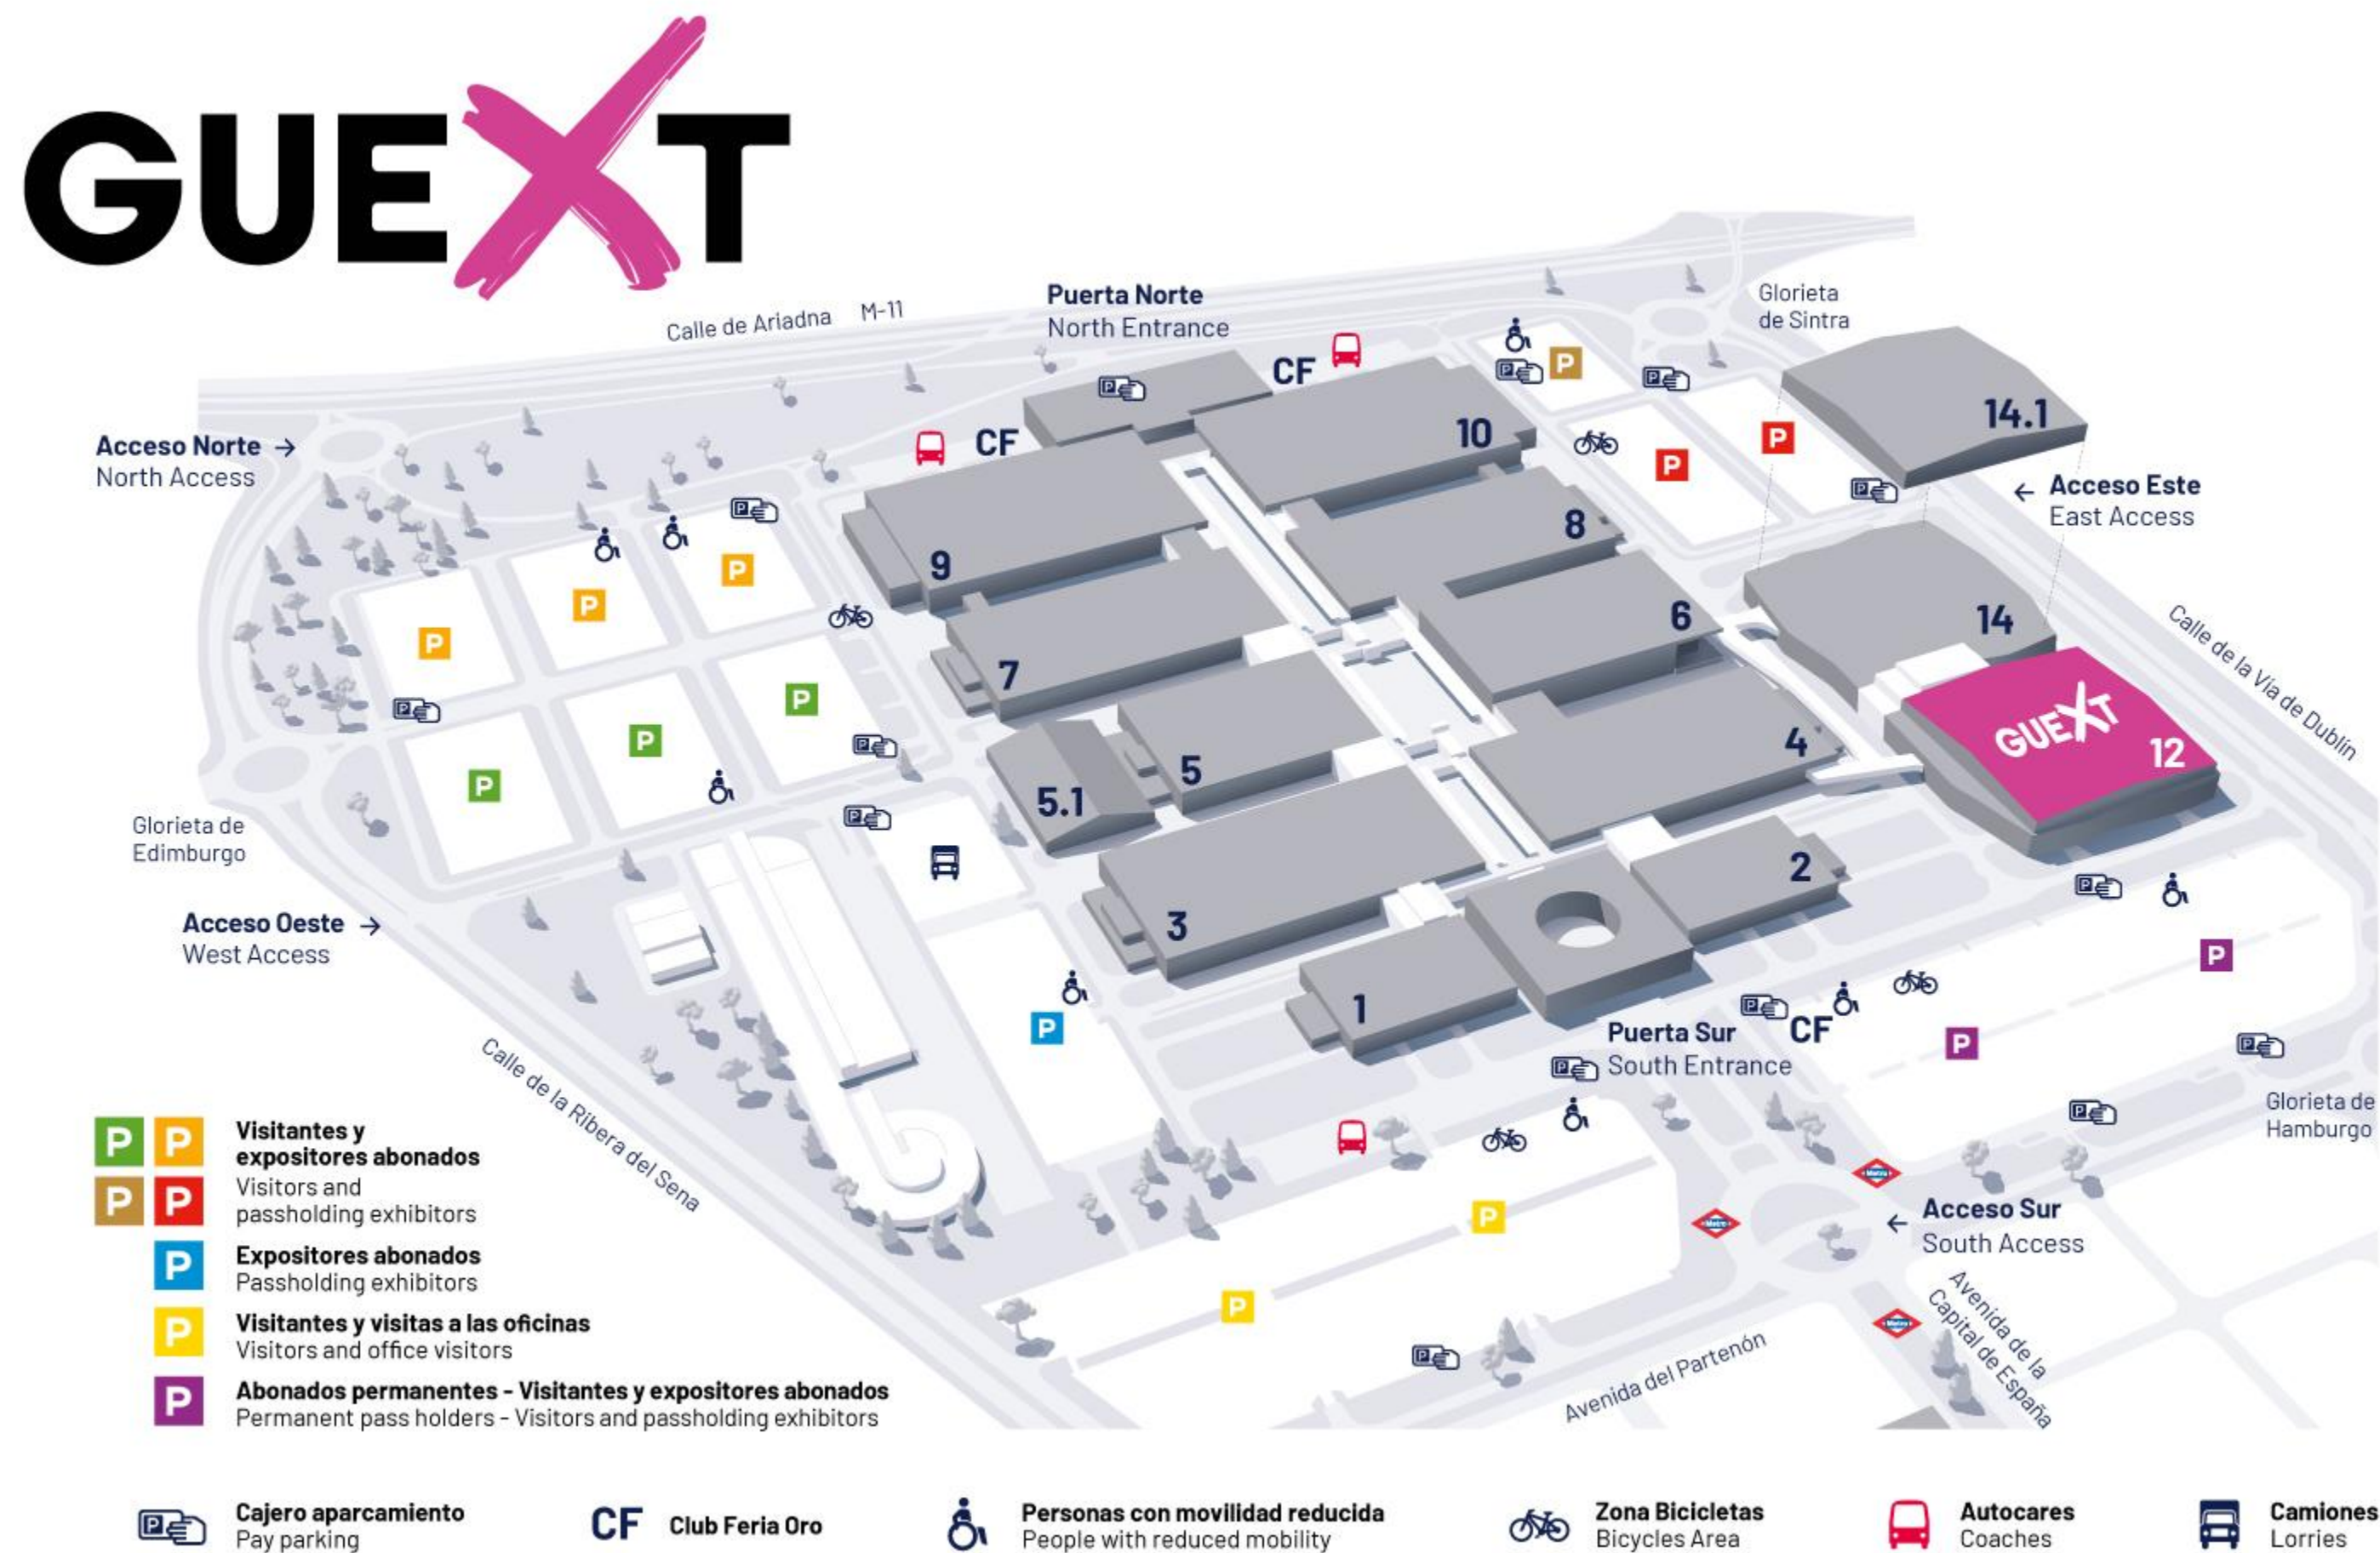 GUEXT
Calle de Ariadna M-11
Puerta Norte
North Entrance
Glorieta
de Sintra
CF
P
P
10
14.1
P
P
Acceso Norte →
North Access
CF
← Acceso Este
East Access
P
8
9
P
P
P
6
14
Calle de la Via de Dublín
7
P
P
GUEXT
12
4
5
P
5.1
Glorieta de
Edimburgo
2
Acceso Oeste →
West Access
3
P
1
P
Puerta Sur
South Entrance
CF
P
Calle de la Ribera del Sena
Glorieta de
Hamburgo
Metro
Metro
Metro
← Acceso Sur
South Access
P
P
Avenida de la
Capital de España
Avenida del Partenón
P P
Visitantes y
expositores abonados
P P
Visitors and
passholding exhibitors
P
Expositores abonados
Passholding exhibitors
P
Visitantes y visitas a las oficinas
Visitors and office visitors
P
Abonados permanentes - Visitantes y expositores abonados
Permanent pass holders - Visitors and passholding exhibitors
P
Cajero aparcamiento
Pay parking
CF
Club Feria Oro
Personas con movilidad reducida
People with reduced mobility
Zona Bicicletas
Bicycles Area
Autocares
Coaches
Camiones
Lorries